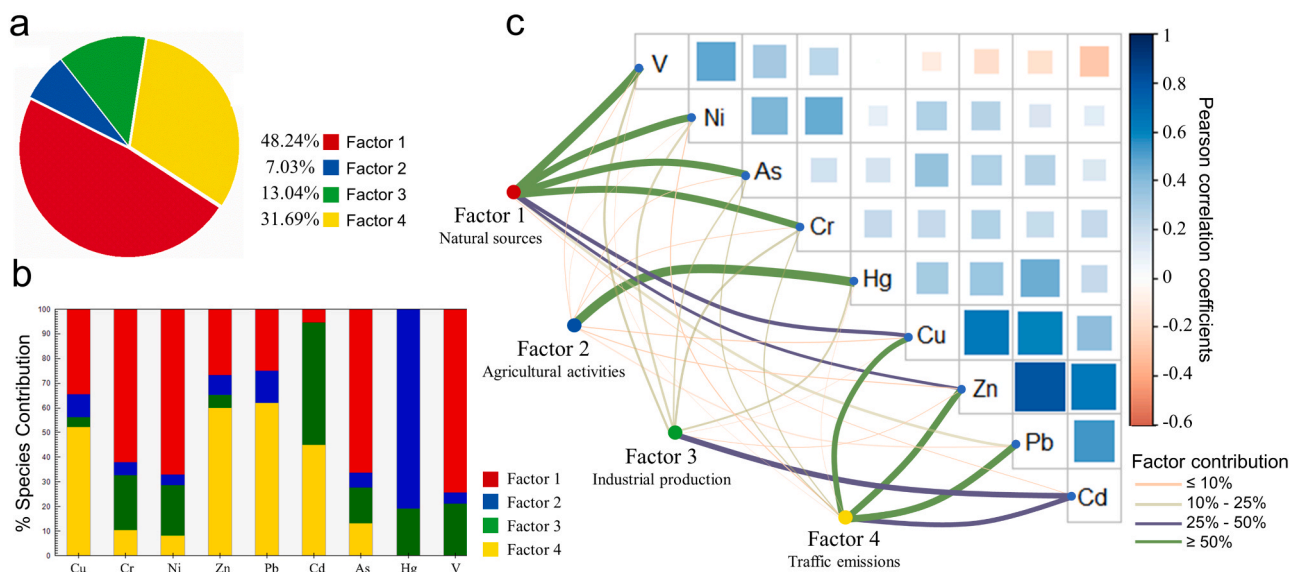 a
48.24% Factor 1
7.03% Factor 2
13.04% Factor 3
31.69% Factor 4
b
% Species Contribution
100
90
80
70
60
50
40
30
20
10
0
Cu Cr Ni Zn Pb Cd As Hg V
Factor 1
Factor 2
Factor 3
Factor 4
c
V
Ni
As
Cr
Hg
Cu
Zn
Pb
Cd
Factor 1
Natural sources
Factor 2
Agricultural activities
Factor 3
Industrial production
Factor 4
Traffic emissions
1
0.8
0.6
0.4
0.2
0
-0.2
-0.4
-0.6
Pearson correlation coefficients
Factor contribution
≤ 10%
10% - 25%
25% - 50%
≥ 50%